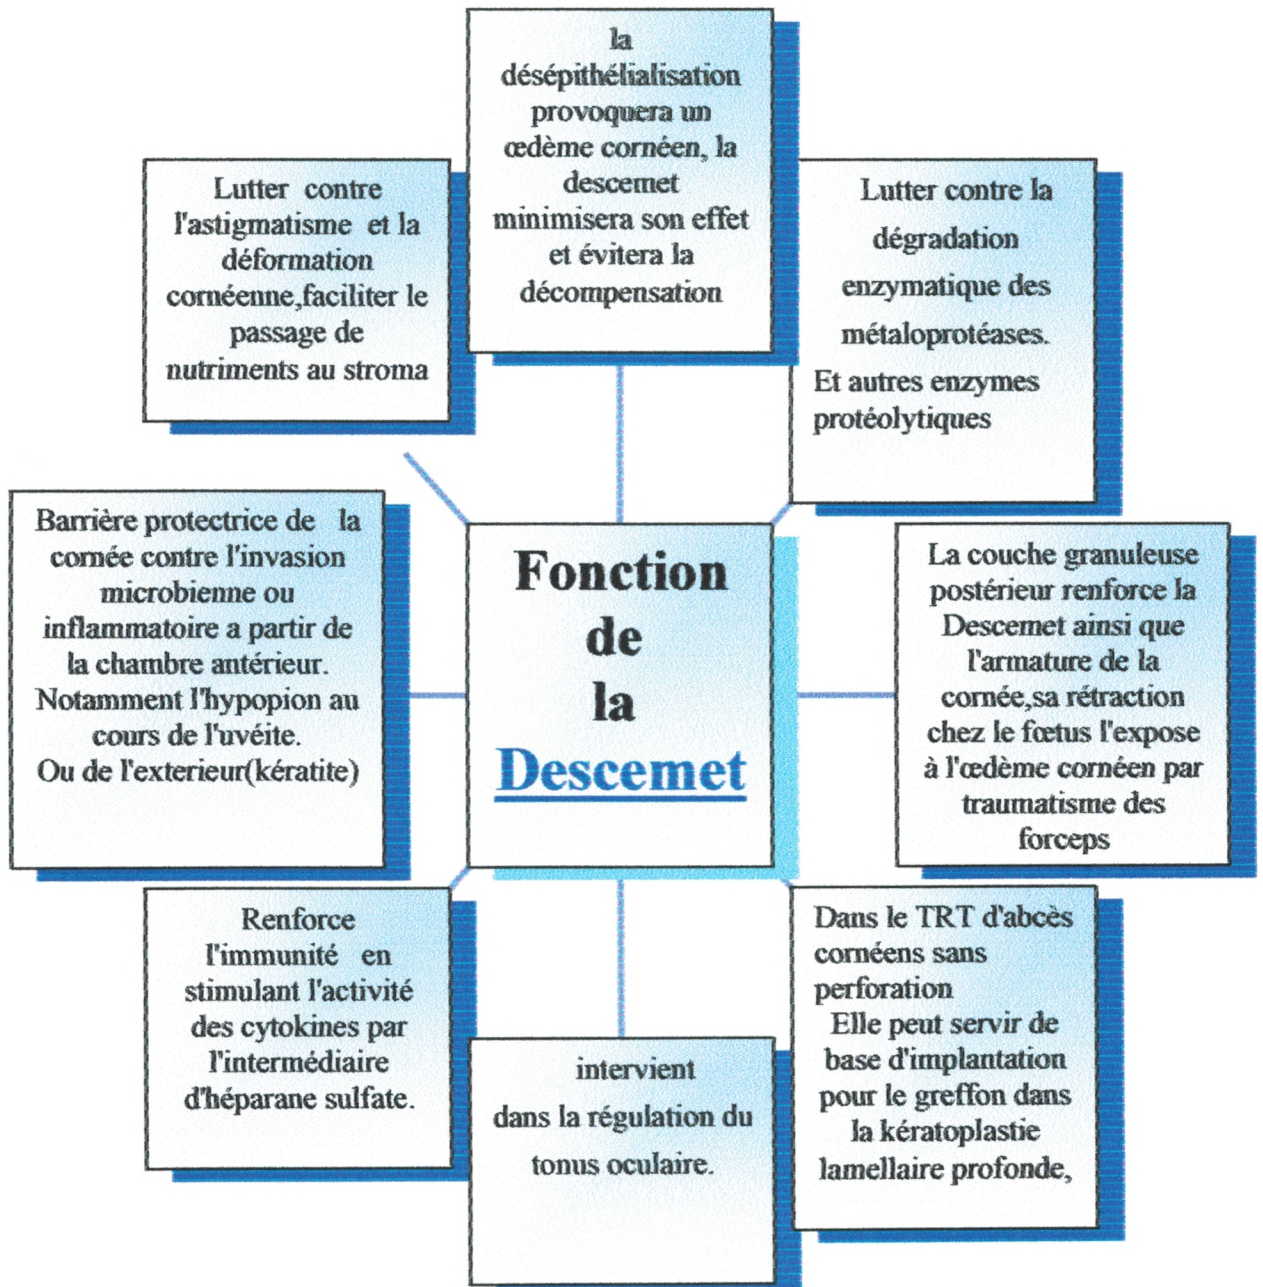 la
désépithélialisation
provoquera un
œdème cornéen, la
descemet
minimisera son effet
et évitera la
décompensation
Lutter contre
l'astigmatisme et la
déformation
cornéenne,faciliter le
passage de
nutriments au stroma
Lutter contre la
dégradation
enzymatique des
métaloprotéases.
Et autres enzymes
protéolytiques
Barrière protectrice de la
cornée contre l'invasion
microbienne ou
inflammatoire a partir de
la chambre antérieur.
Notamment l'hypopion au
cours de l'uvéite.
Ou de l'exterieur(kératite)
Fonction
de
la
Descemet
La couche granuleuse
postérieur renforce la
Descemet ainsi que
l'armature de la
cornée,sa rétraction
chez le fœtus l'expose
à l'œdème cornéen par
traumatisme des
forceps
Renforce
l'immunité en
stimulant l'activité
des cytokines par
l'intermédiaire
d'héparane sulfate.
intervient
dans la régulation du
tonus oculaire.
Dans le TRT d'abcès
cornéens sans
perforation
Elle peut servir de
base d'implantation
pour le greffon dans
la kératoplastie
lamellaire profonde,